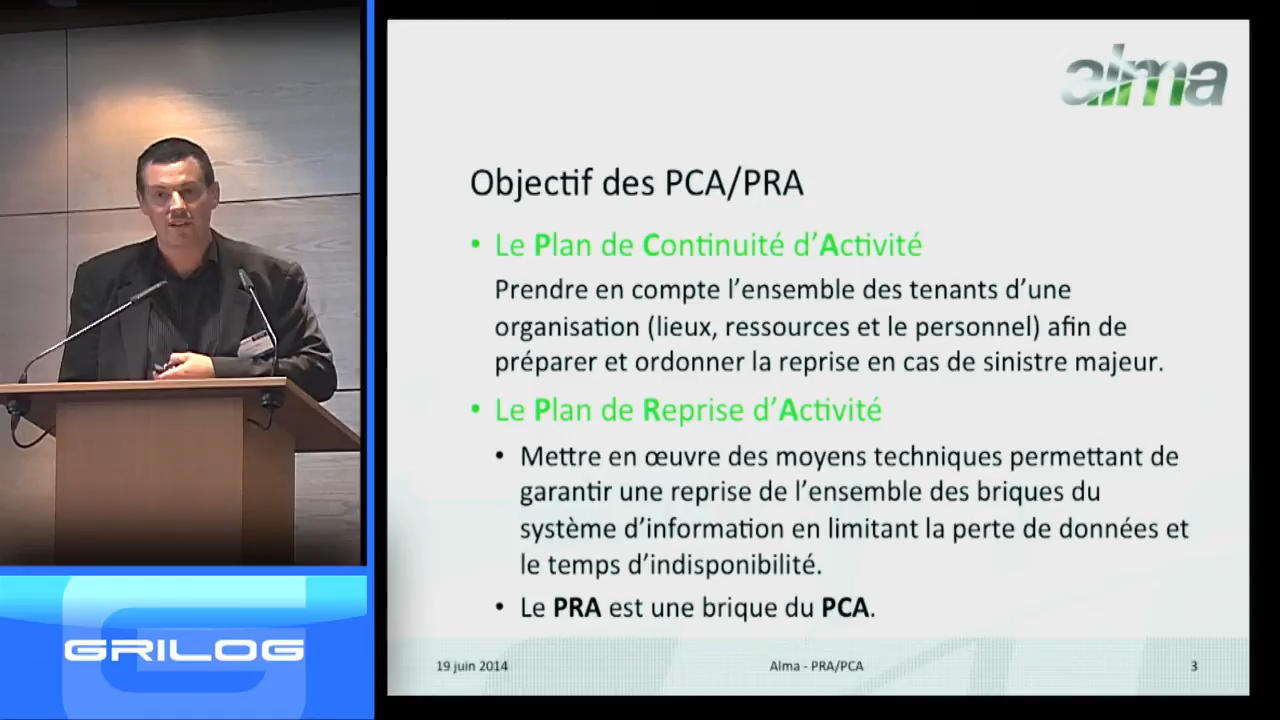 alma
Objectif des PCA/PRA
• Le Plan de Continuité d’Activité
Prendre en compte l’ensemble des tenants d’une
organisation (lieux, ressources et le personnel) afin de
préparer et ordonner la reprise en cas de sinistre majeur.
• Le Plan de Reprise d’Activité
• Mettre en œuvre des moyens techniques permettant de
garantir une reprise de l’ensemble des briques du
système d’information en limitant la perte de données et
le temps d’indisponibilité.
• Le PRA est une brique du PCA.
19 juin 2014
Alma - PRA/PCA
3
GRILOG